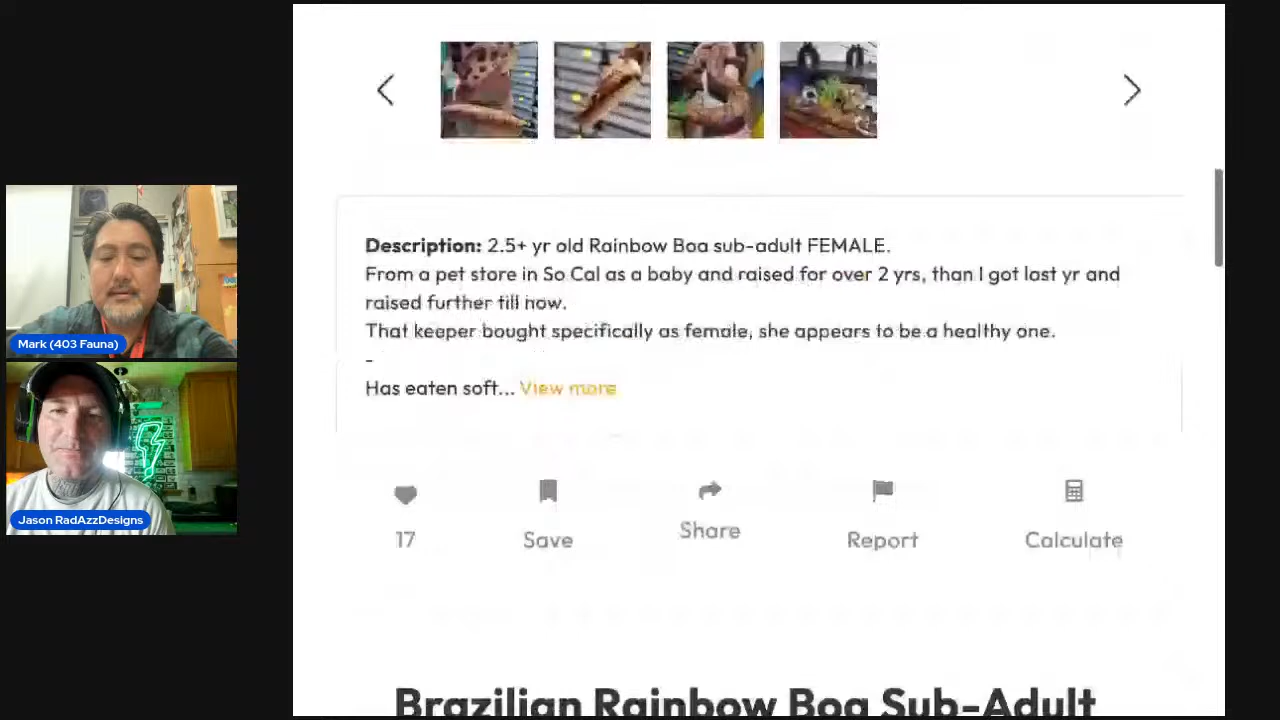 Description: 2.5+ yr old Rainbow Boa sub-adult FEMALE.
From a pet store in So Cal as a baby and raised for over 2 yrs, than I got last yr and
raised further till now.
That keeper bought specifically as female, she appears to be a healthy one.
-
Has eaten soft... View more
17
Save
Share
Report
Calculate
Brazilian Rainbow Boa Sub-Adult
Mark (403 Fauna)
Jason RadAzzDesigns